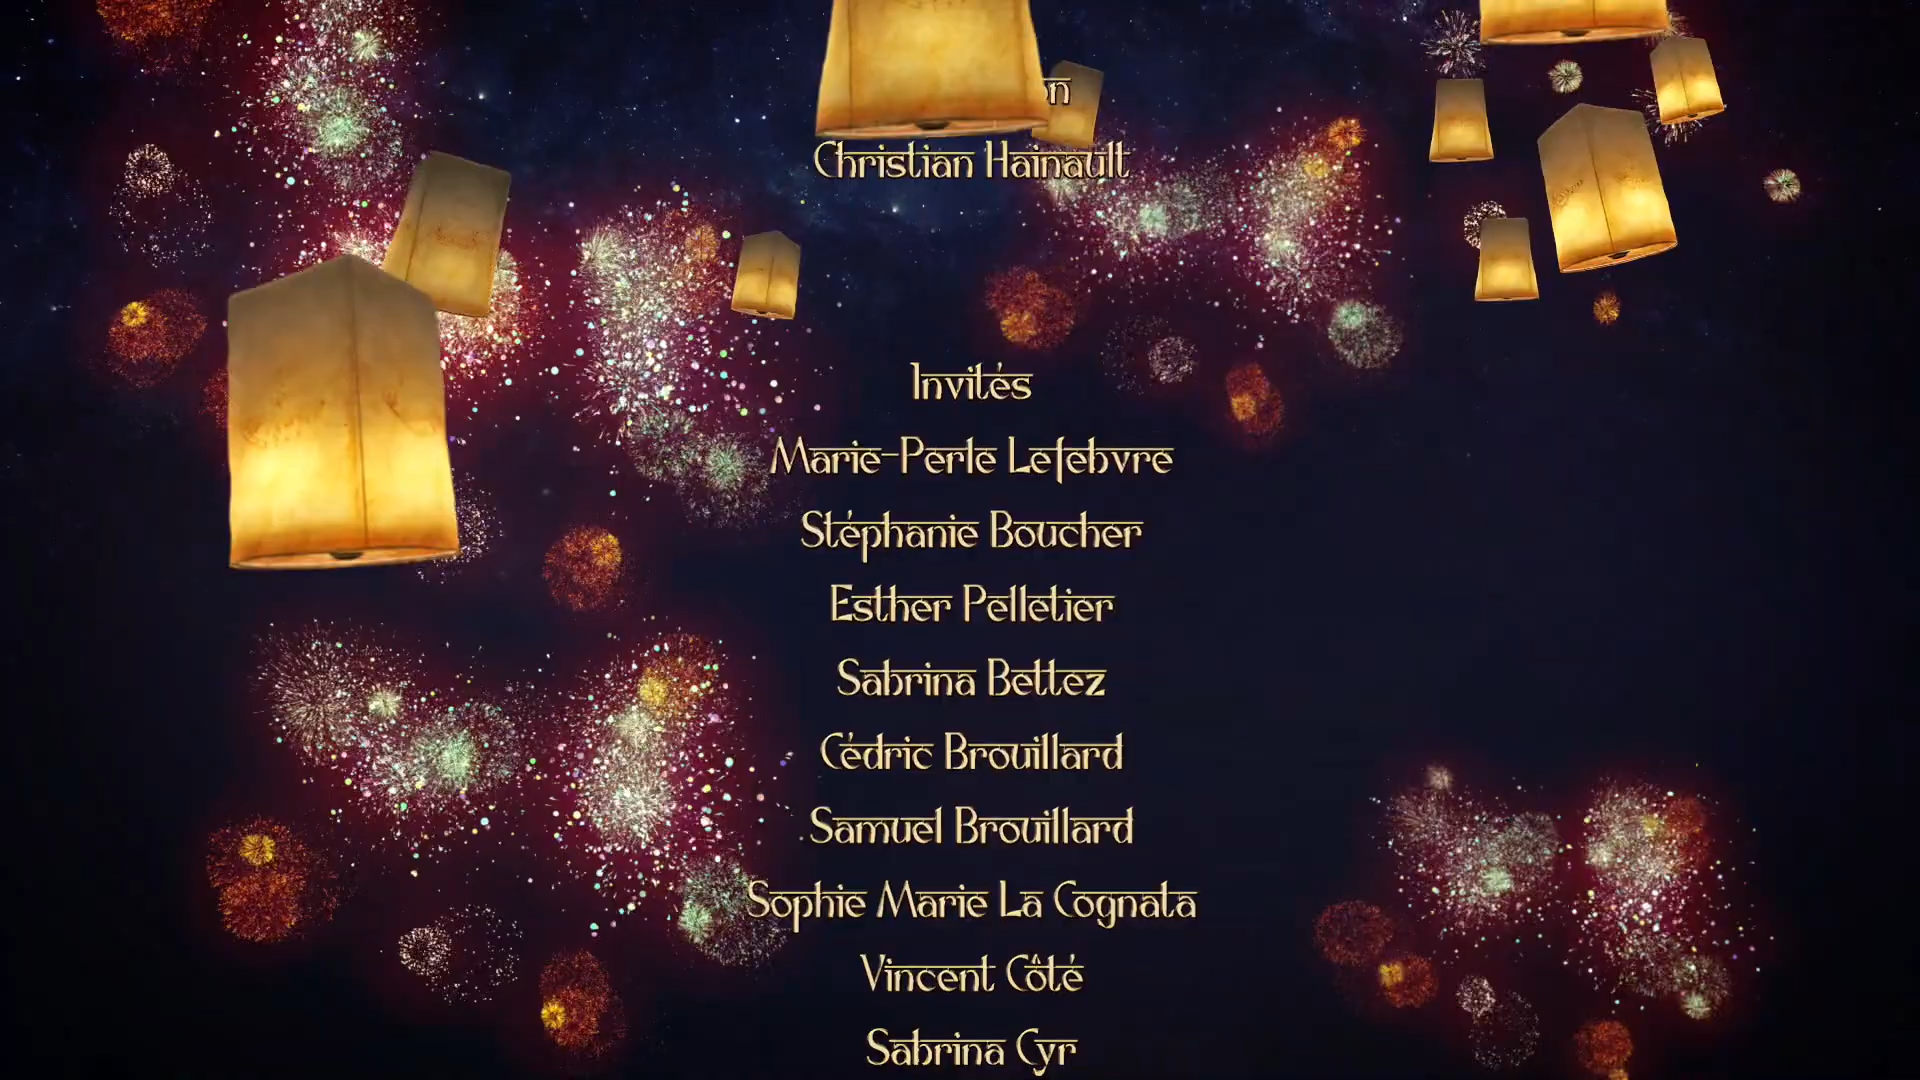 Christian Hainault
Invités
Marie-Perle Lefebvre
Stéphanie Boucher
Esther Pelletier
Sabrina Bettez
Cédric Brouillard
Samuel Brouillard
Sophie Marie La Cognata
Vincent Côté
Sabrina Cyr